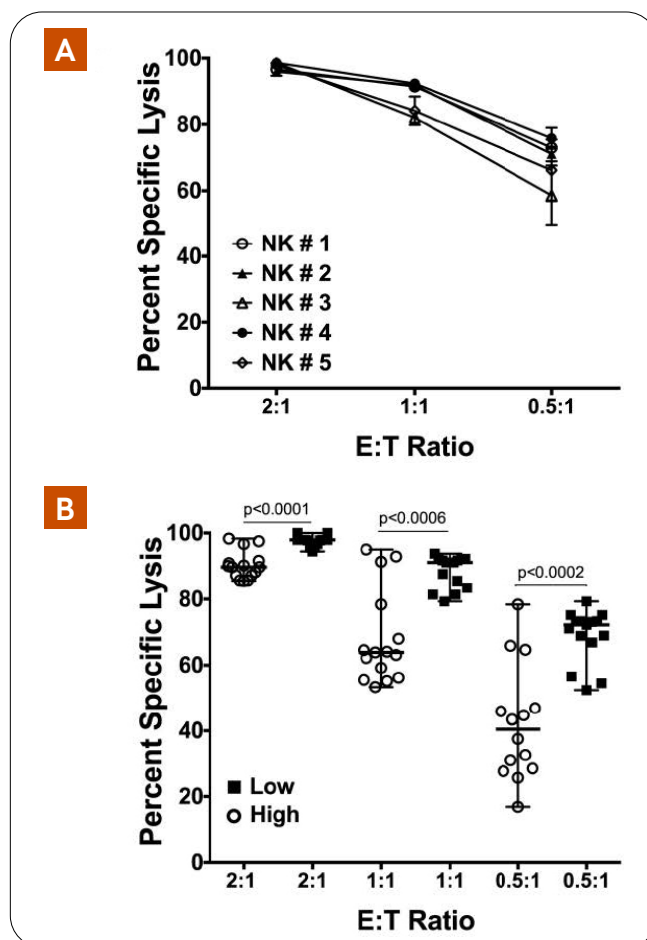 A
Percent Specific Lysis
100
80
60
40
20
0
NK # 1
NK # 2
NK # 3
NK # 4
NK # 5
2:1 1:1 0.5:1
E:T Ratio
B
Percent Specific Lysis
p<0.0001
p<0.0006
p<0.0002
100
80
60
40
20
0
Low
High
2:1 2:1 1:1 1:1 0.5:1 0.5:1
E:T Ratio